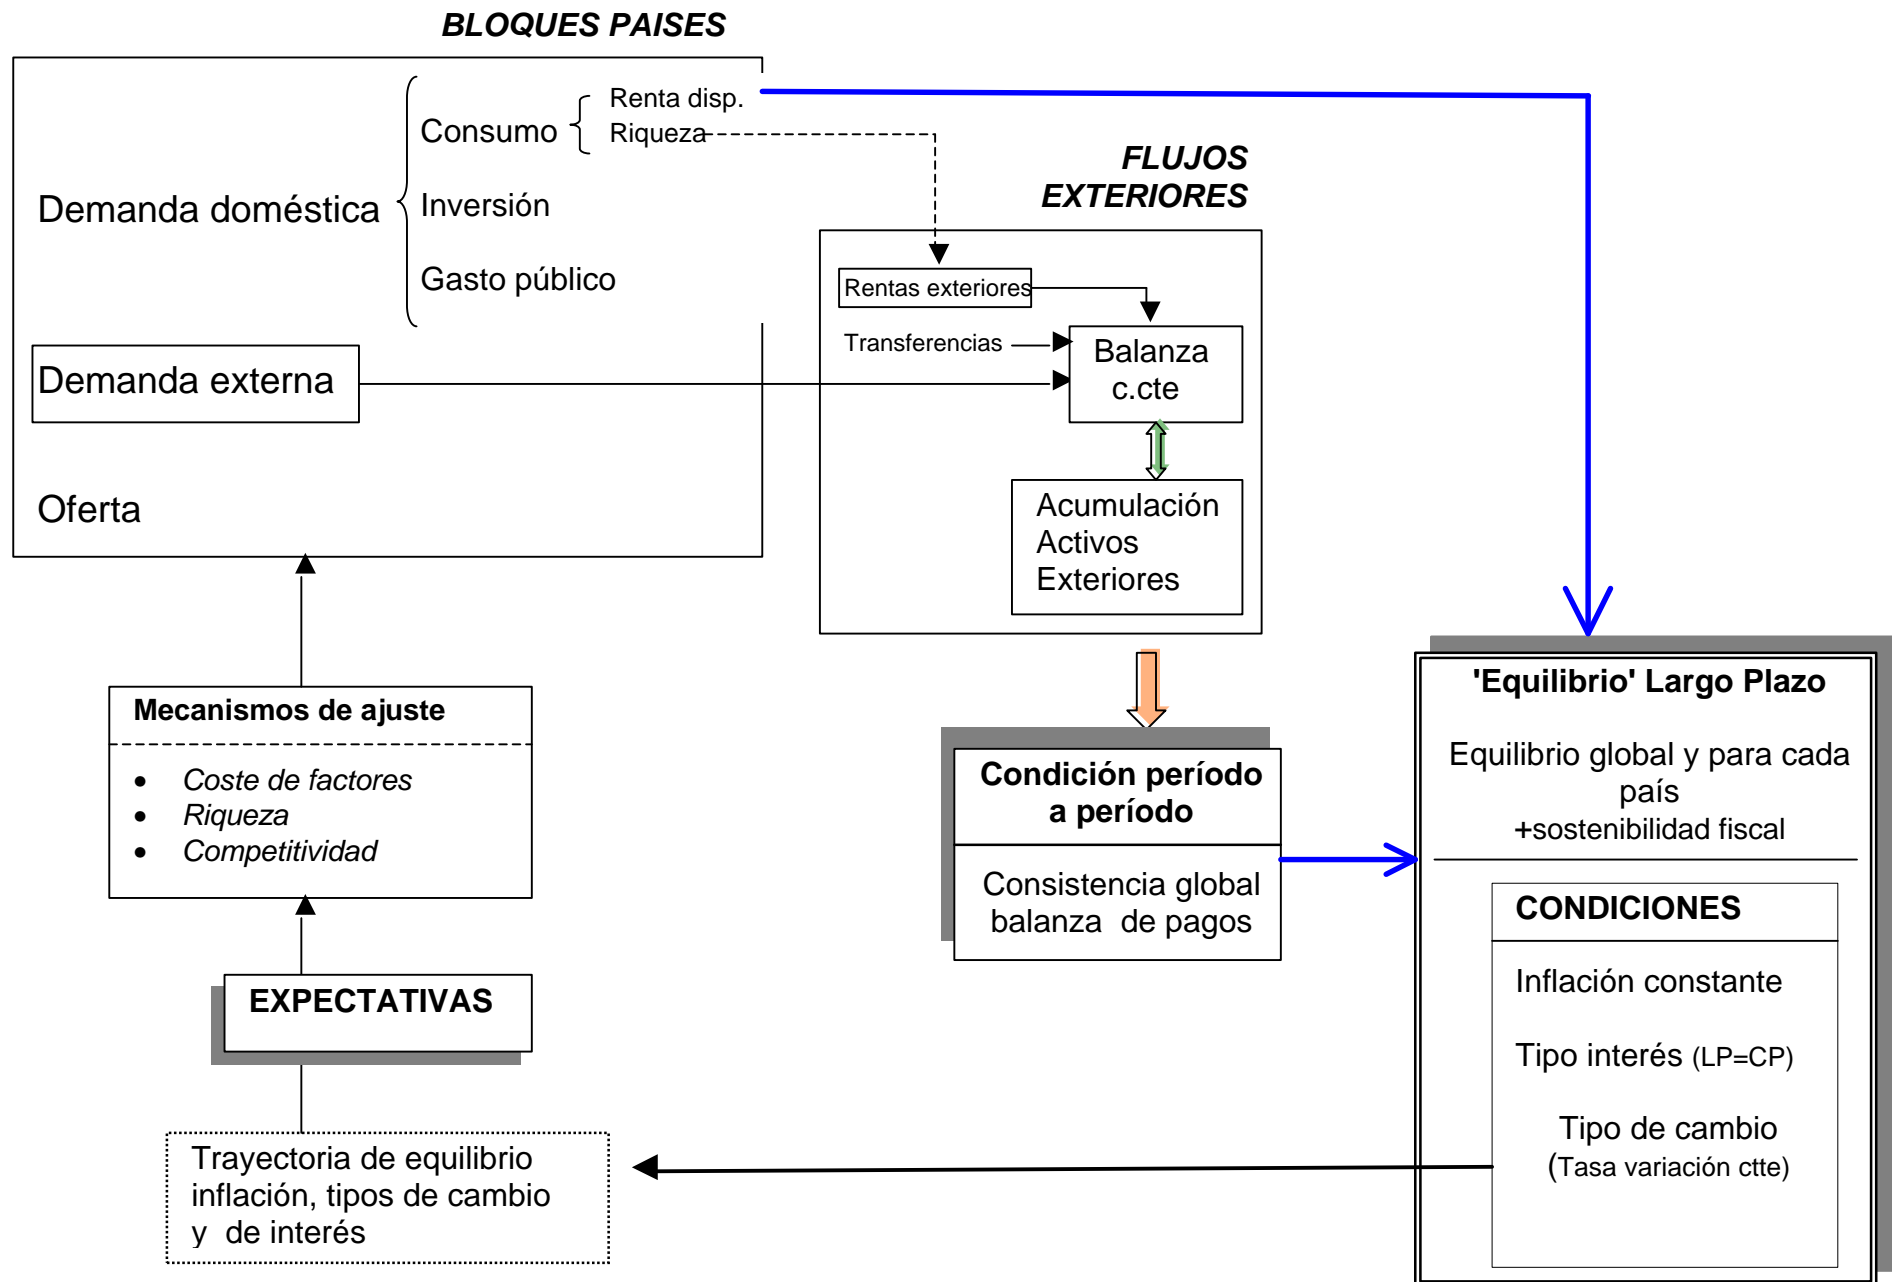 BLOQUES PAISES
Renta disp.
Consumo
Riqueza
Demanda doméstica
Inversión
Gasto público
Demanda externa
Oferta
FLUJOS
EXTERIORES
Rentas exteriores
Transferencias
Balanza
c.cte
Acumulación
Activos
Exteriores
Mecanismos de ajuste
• Coste de factores
• Riqueza
• Competitividad
EXPECTATIVAS
Trayectoria de equilibrio
inflación, tipos de cambio
y de interés
Condición período
a período
Consistencia global
balanza de pagos
'Equilibrio' Largo Plazo
Equilibrio global y para cada
país
+sostenibilidad fiscal
CONDICIONES
Inflación constante
Tipo interés (LP=CP)
Tipo de cambio
(Tasa variación ctte)